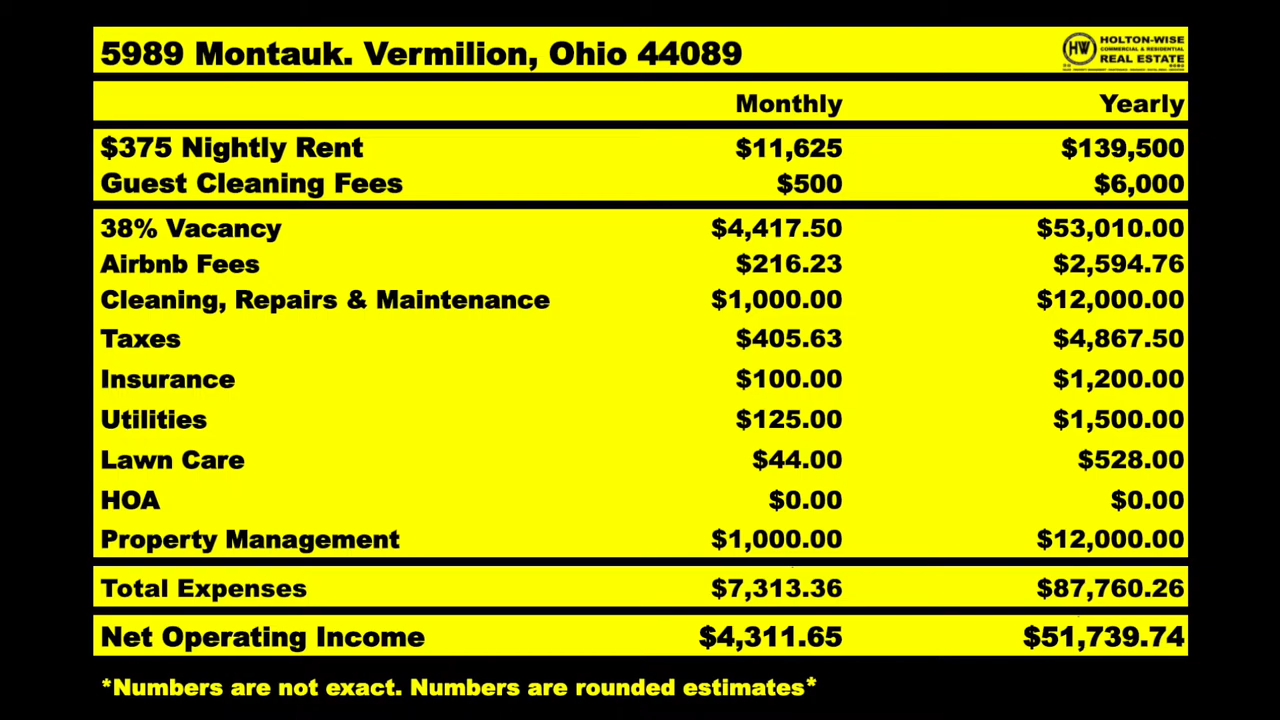 5989 Montauk. Vermilion, Ohio 44089
HW
HOLTON-WISE
COMMERCIAL & RESIDENTIAL
REAL ESTATE
Monthly Yearly
$375 Nightly Rent $11,625 $139,500
Guest Cleaning Fees $500 $6,000
38% Vacancy $4,417.50 $53,010.00
Airbnb Fees $216.23 $2,594.76
Cleaning, Repairs & Maintenance $1,000.00 $12,000.00
Taxes $405.63 $4,867.50
Insurance $100.00 $1,200.00
Utilities $125.00 $1,500.00
Lawn Care $44.00 $528.00
HOA $0.00 $0.00
Property Management $1,000.00 $12,000.00
Total Expenses $7,313.36 $87,760.26
Net Operating Income $4,311.65 $51,739.74
*Numbers are not exact. Numbers are rounded estimates*